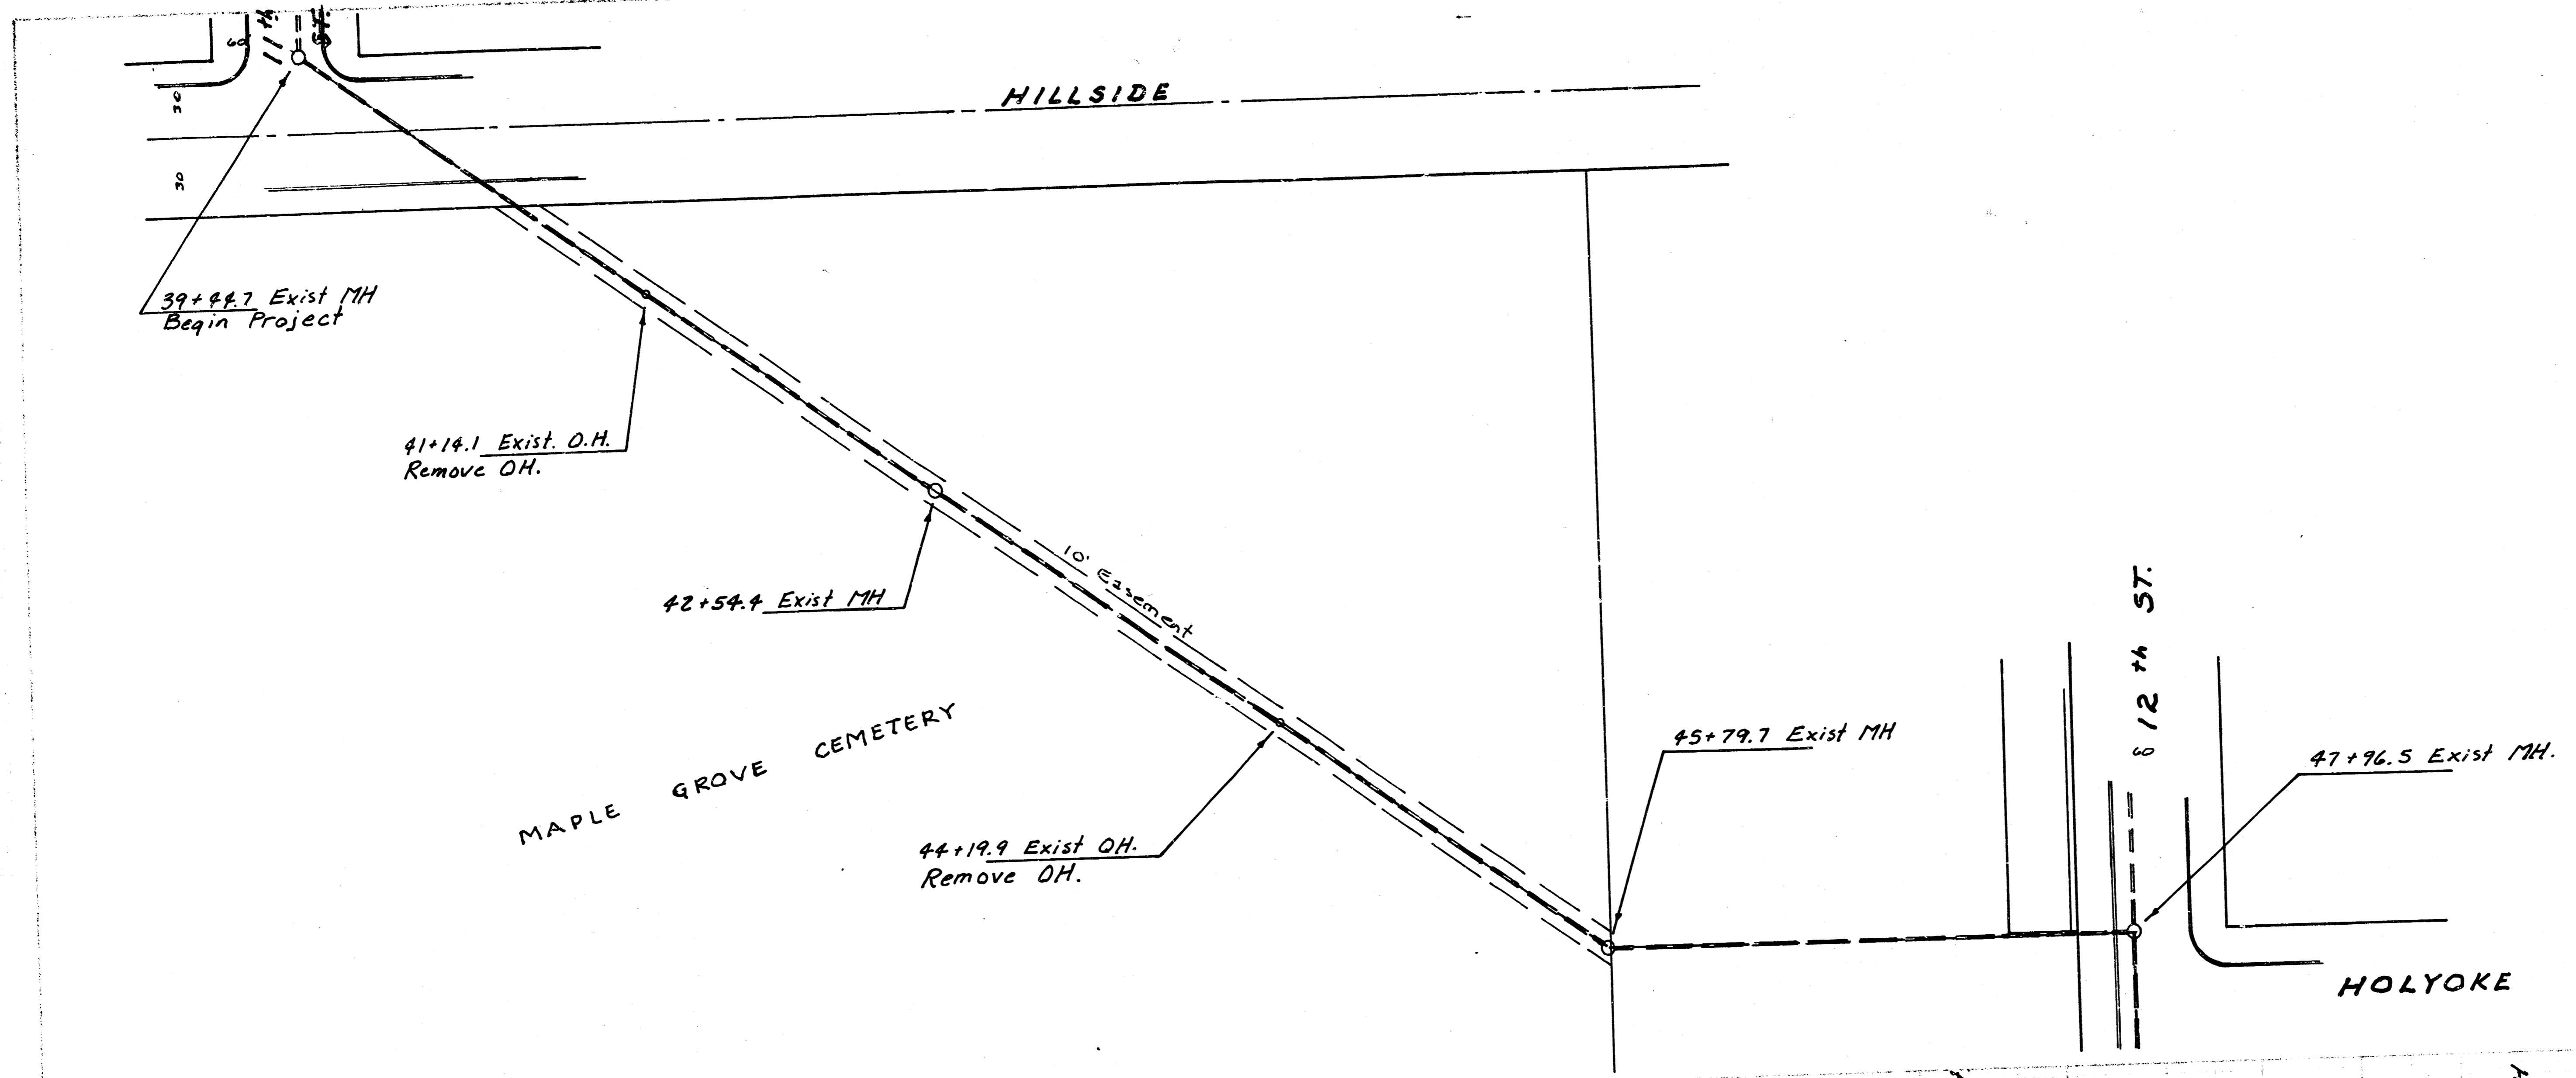 11th ST.
60
30
HILLSIDE
30
39+44.7 Exist MH
Begin Project
41+14.1 Exist. O.H.
Remove OH.
42+54.4 Exist MH
10' Easement
MAPLE GROVE CEMETERY
44+19.9 Exist OH.
Remove OH.
45+79.7 Exist MH
12th ST.
60
47+96.5 Exist MH.
HOLYOKE